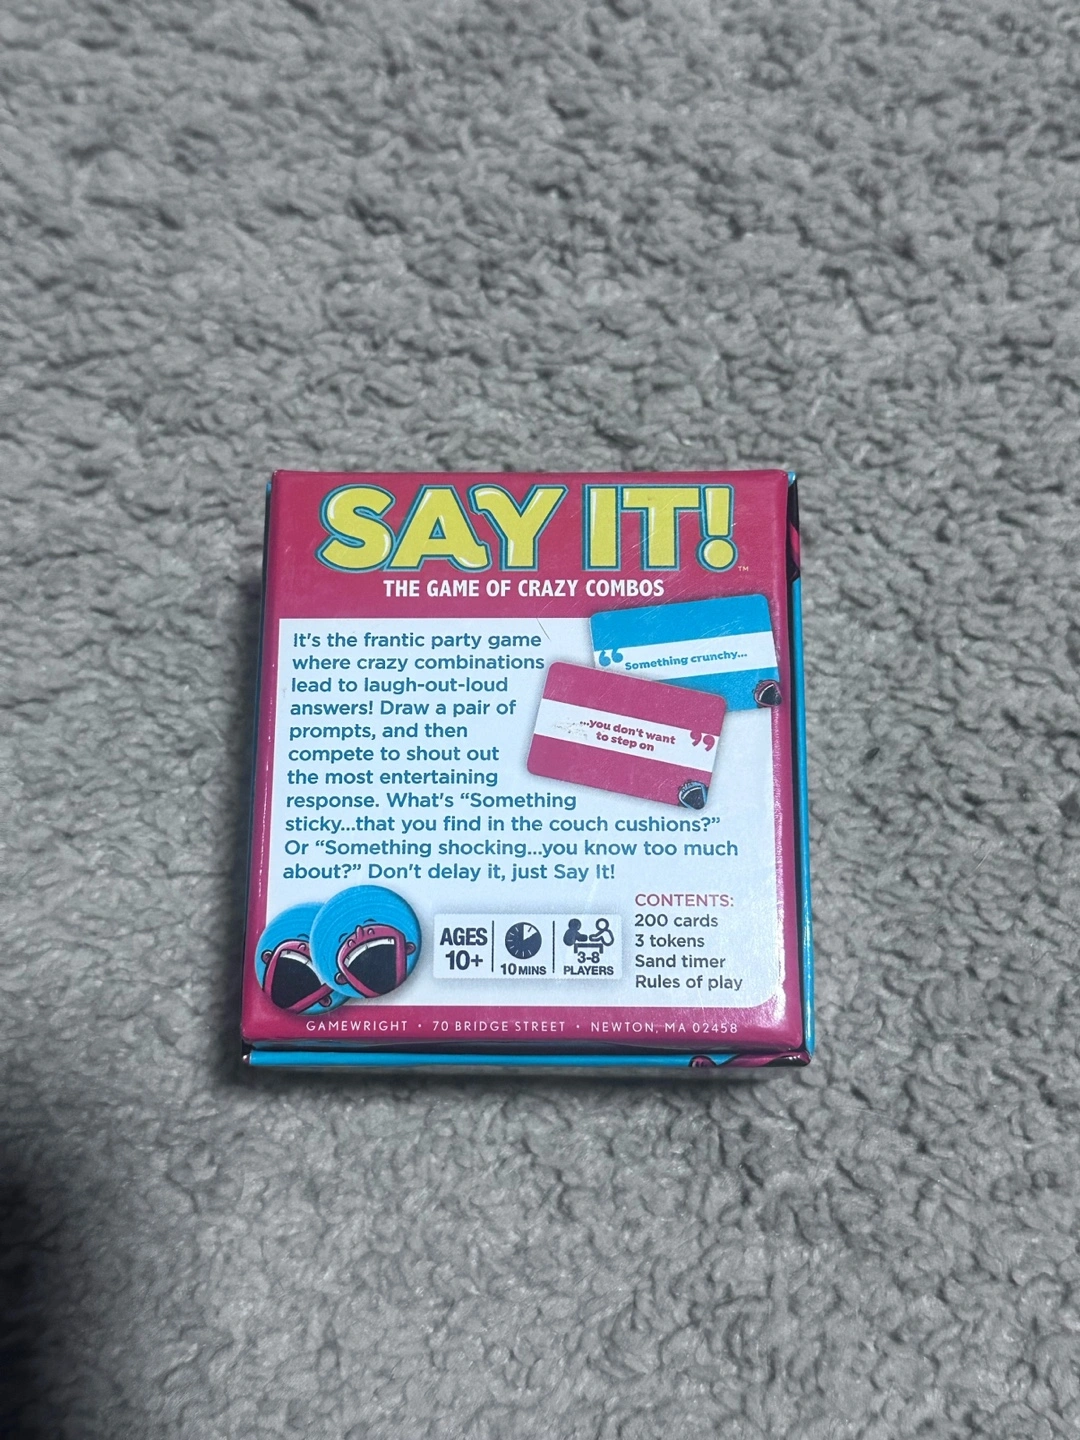 SAY IT!™
THE GAME OF CRAZY COMBOS
It's the frantic party game
where crazy combinations
lead to laugh-out-loud
answers! Draw a pair of
prompts, and then
compete to shout out
the most entertaining
response. What's “Something
sticky...that you find in the couch cushions?”
Or “Something shocking...you know too much
about?” Don't delay it, just Say It!
“Something crunchy...
...you don't want
to step on”
AGES
10+
10 MINS
3-8
PLAYERS
CONTENTS:
200 cards
3 tokens
Sand timer
Rules of play
GAMEWRIGHT • 70 BRIDGE STREET • NEWTON, MA 02458